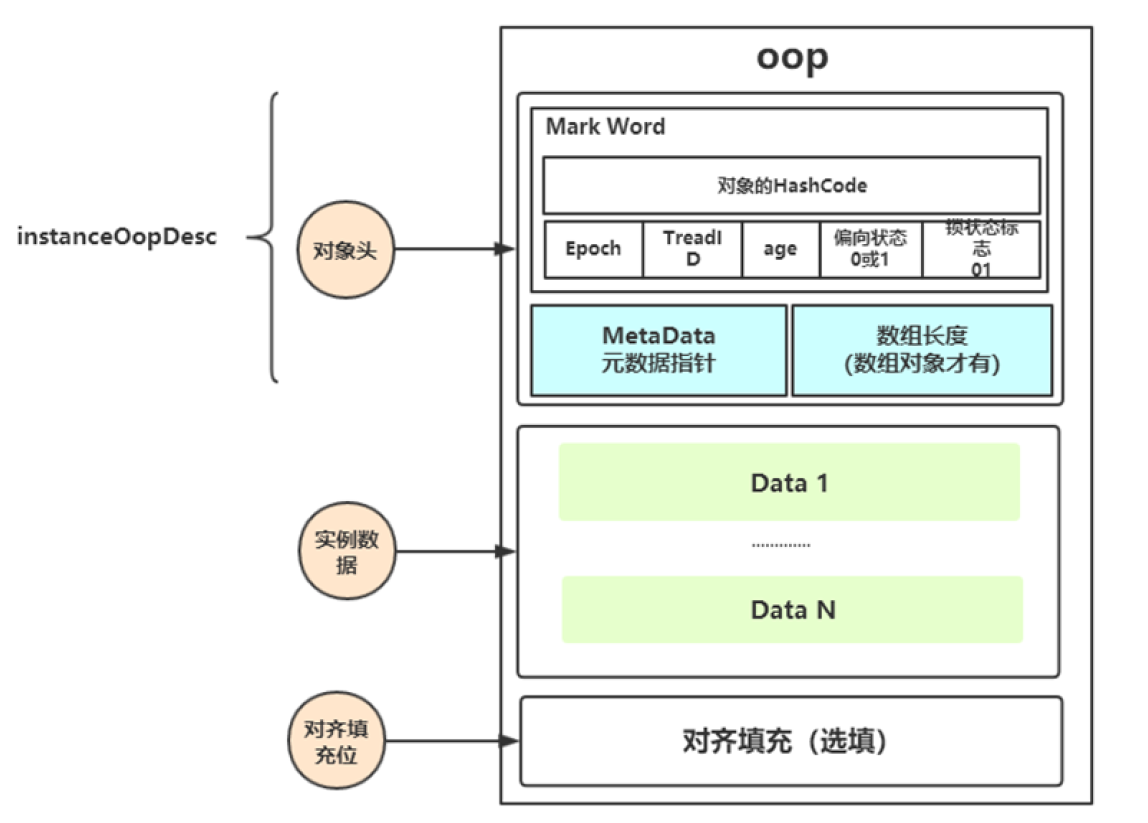 oop
Mark Word
对象的HashCode
Epoch
TreadI
D
age
偏向状态
0或1
锁状态标
志
01
instanceOopDesc
对象头
MetaData
元数据指针
数组长度
(数组对象才有)
Data 1
.............
实例数
据
Data N
对齐填
充位
对齐填充（选填）